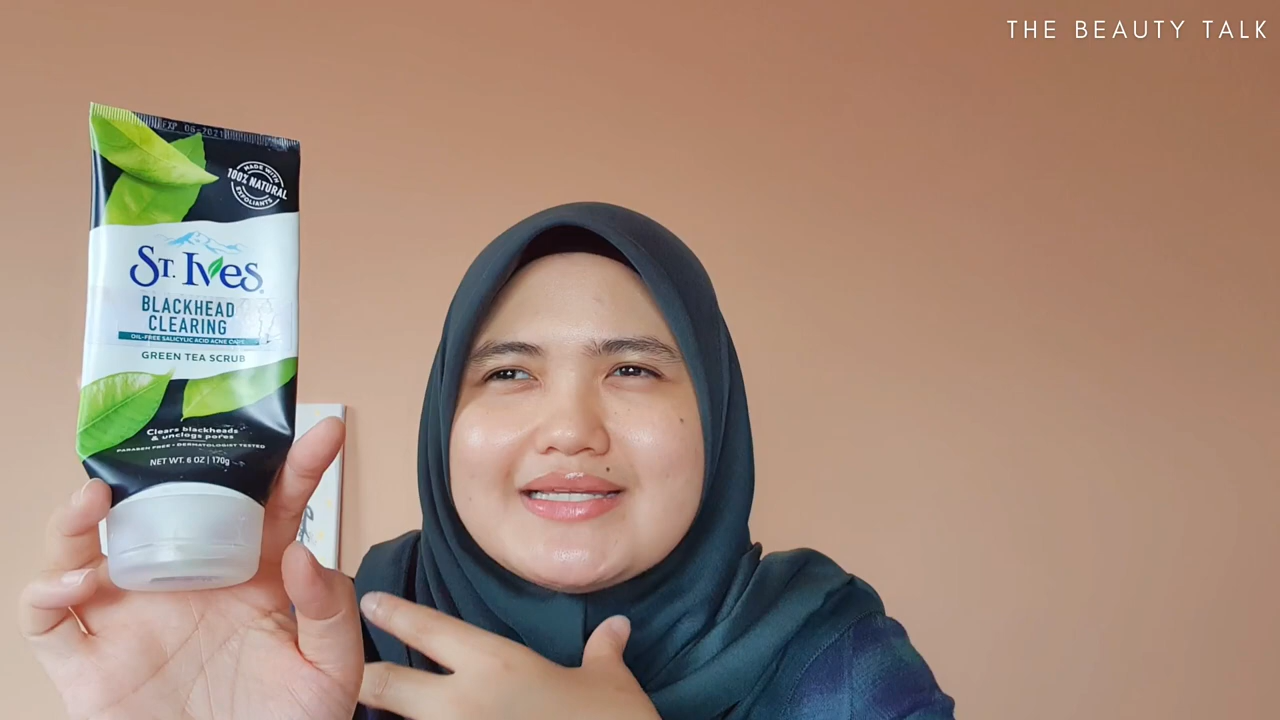 THE BEAUTY TALK
EXP 06-2021
MADE WITH
100% NATURAL
EXFOLIANTS
ST. IVES
BLACKHEAD
CLEARING
OIL-FREE SALICYLIC ACID ACNE CARE
GREEN TEA SCRUB
Clears blackheads
& unclogs pores
PARABEN FREE • DERMATOLOGIST TESTED
NET WT. 6 OZ | 170g